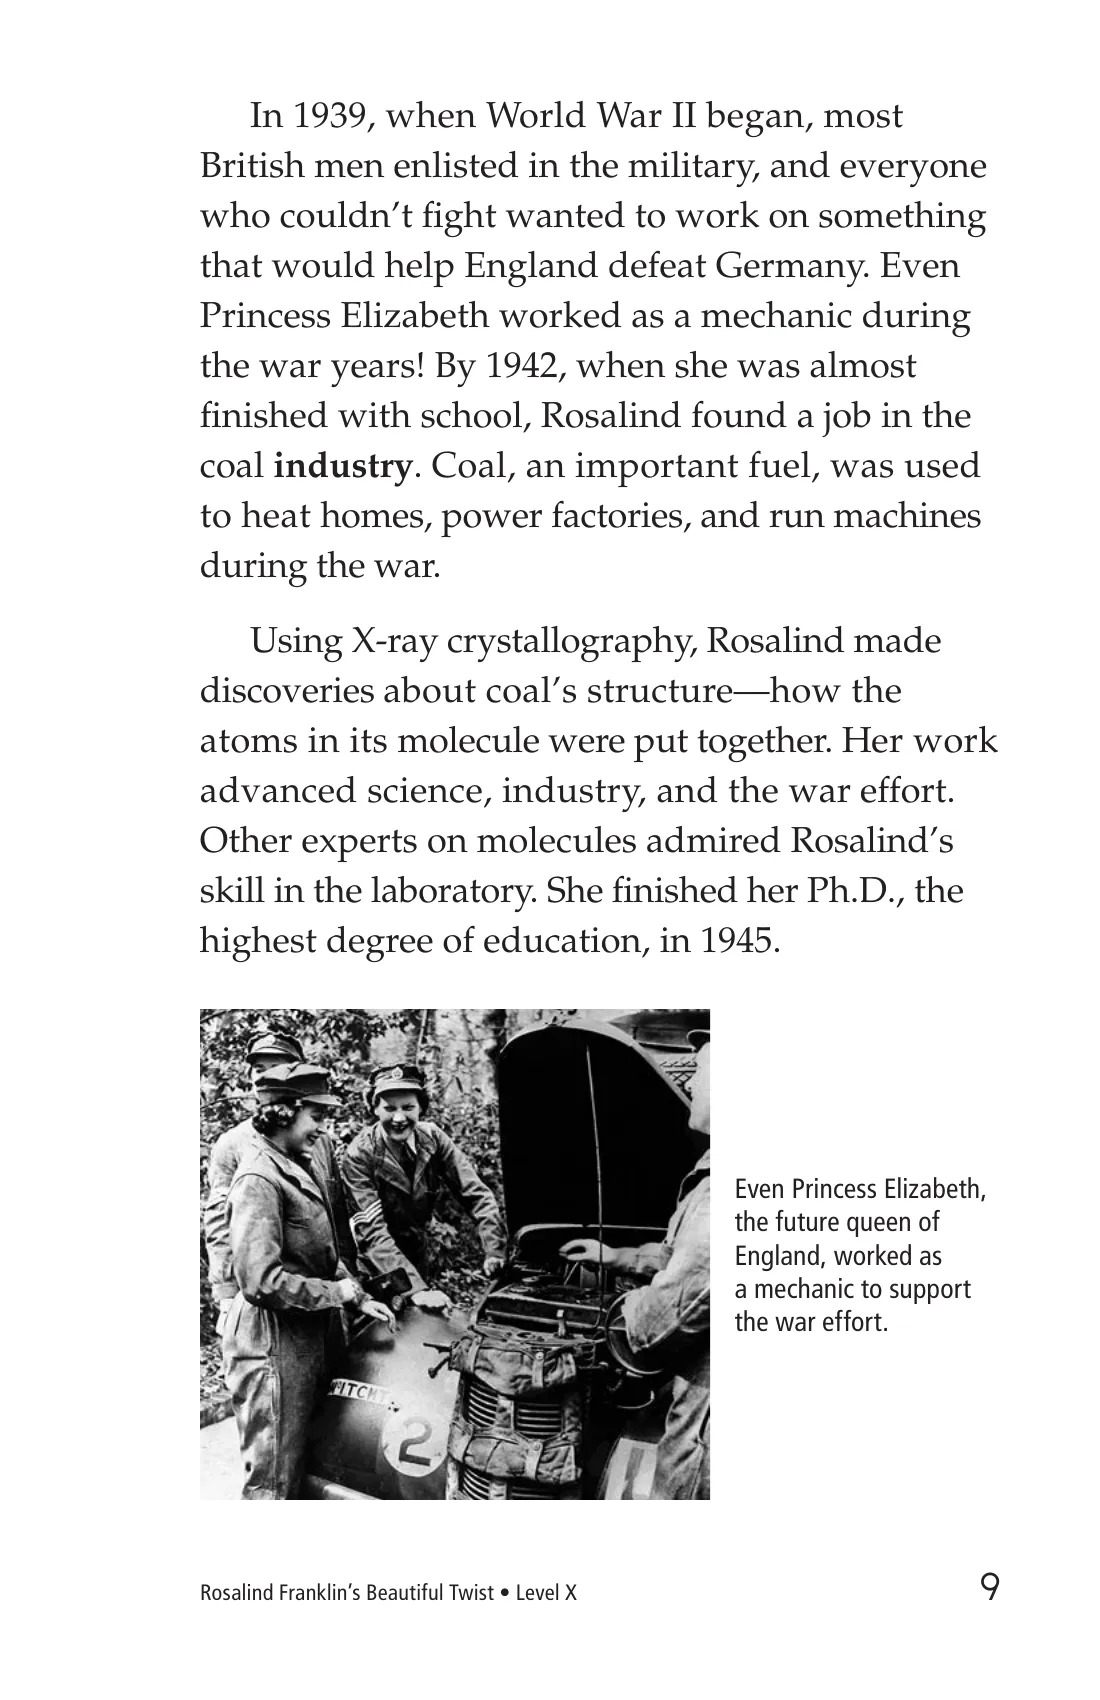 In 1939, when World War II began, most
British men enlisted in the military, and everyone
who couldn’t fight wanted to work on something
that would help England defeat Germany. Even
Princess Elizabeth worked as a mechanic during
the war years! By 1942, when she was almost
finished with school, Rosalind found a job in the
coal industry. Coal, an important fuel, was used
to heat homes, power factories, and run machines
during the war.
Using X-ray crystallography, Rosalind made
discoveries about coal’s structure—how the
atoms in its molecule were put together. Her work
advanced science, industry, and the war effort.
Other experts on molecules admired Rosalind’s
skill in the laboratory. She finished her Ph.D., the
highest degree of education, in 1945.
2
Even Princess Elizabeth,
the future queen of
England, worked as
a mechanic to support
the war effort.
Rosalind Franklin’s Beautiful Twist • Level X
9